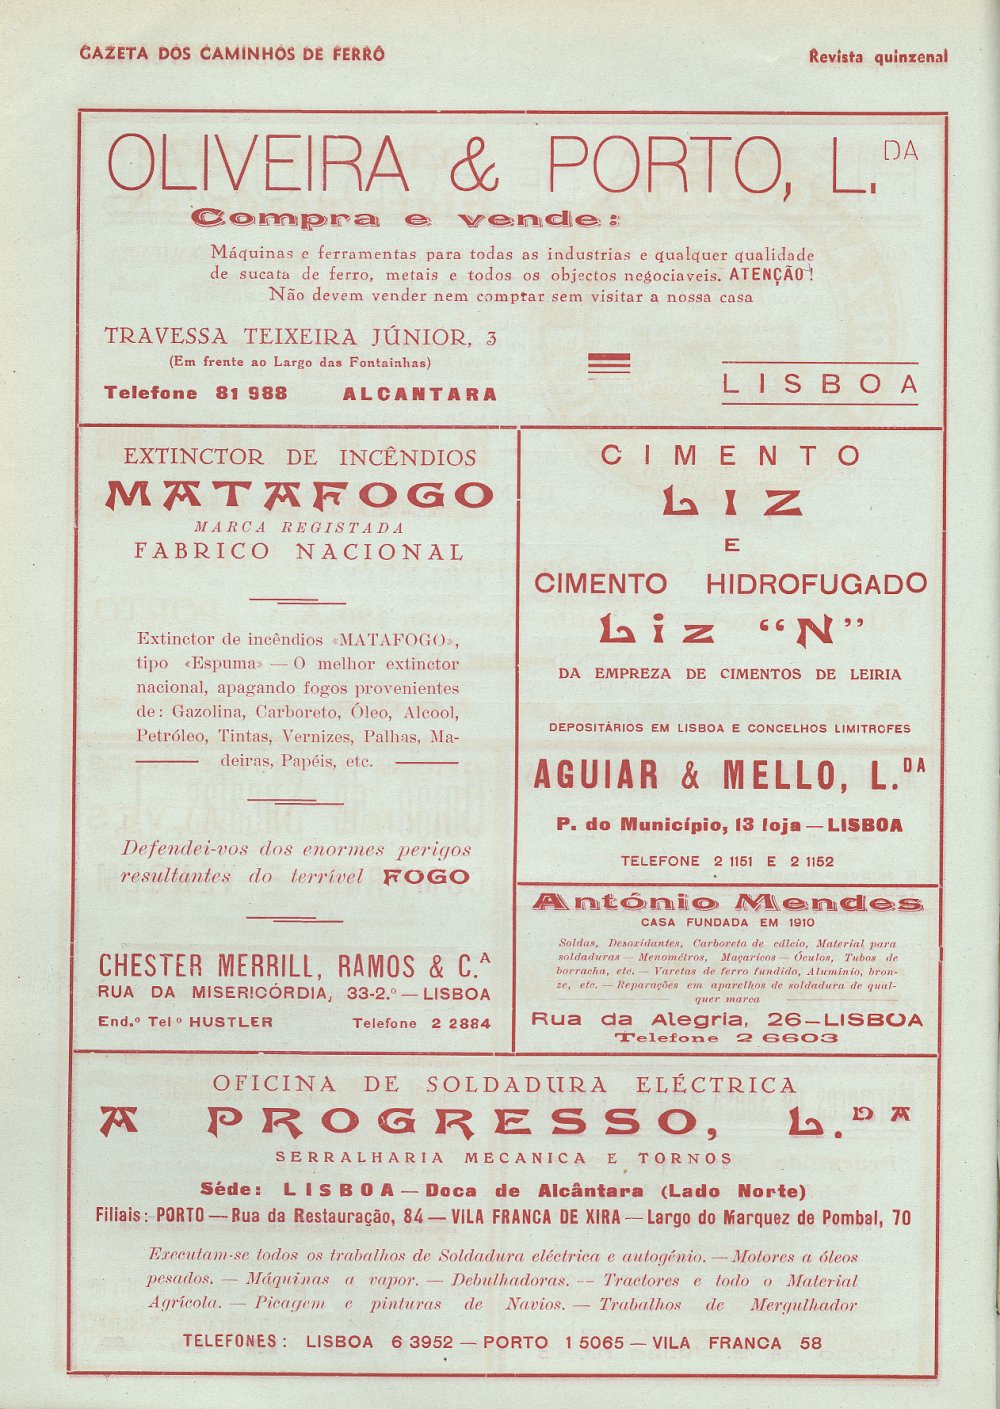 GAZETA DOS CAMINHOS DE FERRO
Revista quinzenal
OLIVEIRA & PORTO, L.DA
Compra e vende:
Máquinas e ferramentas para todas as industrias e qualquer qualidade
de sucata de ferro, metais e todos os objectos negociaveis. ATENÇÃO!
Não devem vender nem comprar sem visitar a nossa casa
TRAVESSA TEIXEIRA JÚNIOR, 3
(Em frente ao Largo das Fontainhas)
Telefone 81 988 ALCANTARA
LISBOA
EXTINCTOR DE INCÊNDIOS
MATAFOGO
MARCA REGISTADA
FABRICO NACIONAL
Extinctor de incêndios «MATAFOGO»,
tipo «Espuma» — O melhor extinctor
nacional, apagando fogos provenientes
de: Gazolina, Carboreto, Óleo, Alcool,
Petróleo, Tintas, Vernizes, Palhas, Ma-
deiras, Papéis, etc.
Defendei-vos dos enormes perigos
resultantes do terrível FOGO
CHESTER MERRILL, RAMOS & C.A
RUA DA MISERICÓRDIA, 33-2.º — LISBOA
End.º Telº HUSTLER Telefone 2 2884
CIMENTO
LIZ
E
CIMENTO HIDROFUGADO
Liz “N”
DA EMPREZA DE CIMENTOS DE LEIRIA
DEPOSITÁRIOS EM LISBOA E CONCELHOS LIMITROFES
AGUIAR & MELLO, L.DA
P. do Município, 13 loja — LISBOA
TELEFONE 2 1151 E 2 1152
António Mendes
CASA FUNDADA EM 1910
Soldas, Desoxidantes, Carboreto de cálcio, Material para
soldaduras — Menométros, Maçaricos — Óculos, Tubos de
borracha, etc. — Varetas de ferro fundido, Aluminio, bron-
ze, etc. — Reparações em aparelhos de soldadura de qual-
quer marca
Rua da Alegria, 26 — LISBOA
Telefone 2 6603
OFICINA DE SOLDADURA ELÉCTRICA
A PROGRESSO, L.DA
SERRALHARIA MECANICA E TORNOS
Séde: LISBOA — Doca de Alcântara (Lado Norte)
Filiais: PORTO — Rua da Restauração, 84 — VILA FRANCA DE XIRA — Largo do Marquez de Pombal, 70
Executam-se todos os trabalhos de Soldadura eléctrica e autogénio. — Motores a óleos
pesados. — Máquinas a vapor. — Debulhadoras. — Tractores e todo o Material
Agrícola. — Picagem e pinturas de Navios. — Trabalhos de Mergulhador
TELEFONES: LISBOA 6 3952 — PORTO 1 5065 — VILA FRANCA 58